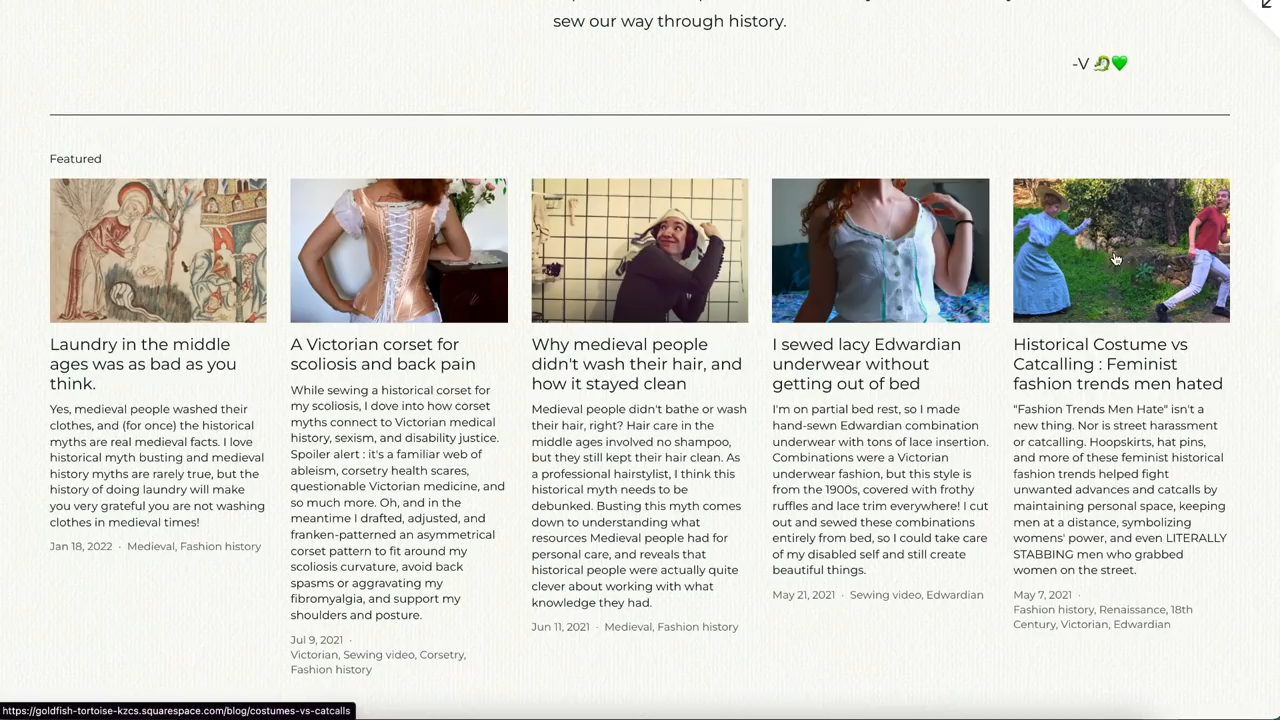 sew our way through history.
-V 🐉💚
Featured
Laundry in the middle
ages was as bad as you
think.
Yes, medieval people washed their
clothes, and (for once) the historical
myths are real medieval facts. I love
historical myth busting and medieval
history myths are rarely true, but the
history of doing laundry will make
you very grateful you are not washing
clothes in medieval times!
Jan 18, 2022 · Medieval, Fashion history
A Victorian corset for
scoliosis and back pain
While sewing a historical corset for
my scoliosis, I dove into how corset
myths connect to Victorian medical
history, sexism, and disability justice.
Spoiler alert : it's a familiar web of
ableism, corsetry health scares,
questionable Victorian medicine, and
so much more. Oh, and in the
meantime I drafted, adjusted, and
franken-patterned an asymmetrical
corset pattern to fit around my
scoliosis curvature, avoid back
spasms or aggravating my
fibromyalgia, and support my
shoulders and posture.
Jul 9, 2021 ·
Victorian, Sewing video, Corsetry,
Fashion history
Why medieval people
didn't wash their hair, and
how it stayed clean
Medieval people didn't bathe or wash
their hair, right? Hair care in the
middle ages involved no shampoo,
but they still kept their hair clean. As
a professional hairstylist, I think this
historical myth needs to be
debunked. Busting this myth comes
down to understanding what
resources Medieval people had for
personal care, and reveals that
historical people were actually quite
clever about working with what
knowledge they had.
Jun 11, 2021 · Medieval, Fashion history
I sewed lacy Edwardian
underwear without
getting out of bed
I'm on partial bed rest, so I made
hand-sewn Edwardian combination
underwear with tons of lace insertion.
Combinations were a Victorian
underwear fashion, but this style is
from the 1900s, covered with frothy
ruffles and lace trim everywhere! I cut
out and sewed these combinations
entirely from bed, so I could take care
of my disabled self and still create
beautiful things.
May 21, 2021 · Sewing video, Edwardian
Historical Costume vs
Catcalling : Feminist
fashion trends men hated
"Fashion Trends Men Hate" isn't a
new thing. Nor is street harassment
or catcalling. Hoopskirts, hat pins,
and more of these feminist historical
fashion trends helped fight
unwanted advances and catcalls by
maintaining personal space, keeping
men at a distance, symbolizing
womens' power, and even LITERALLY
STABBING men who grabbed
women on the street.
May 7, 2021 ·
Fashion history, Renaissance, 18th
Century, Victorian, Edwardian
https://goldfish-tortoise-kzcs.squarespace.com/blog/costumes-vs-catcalls